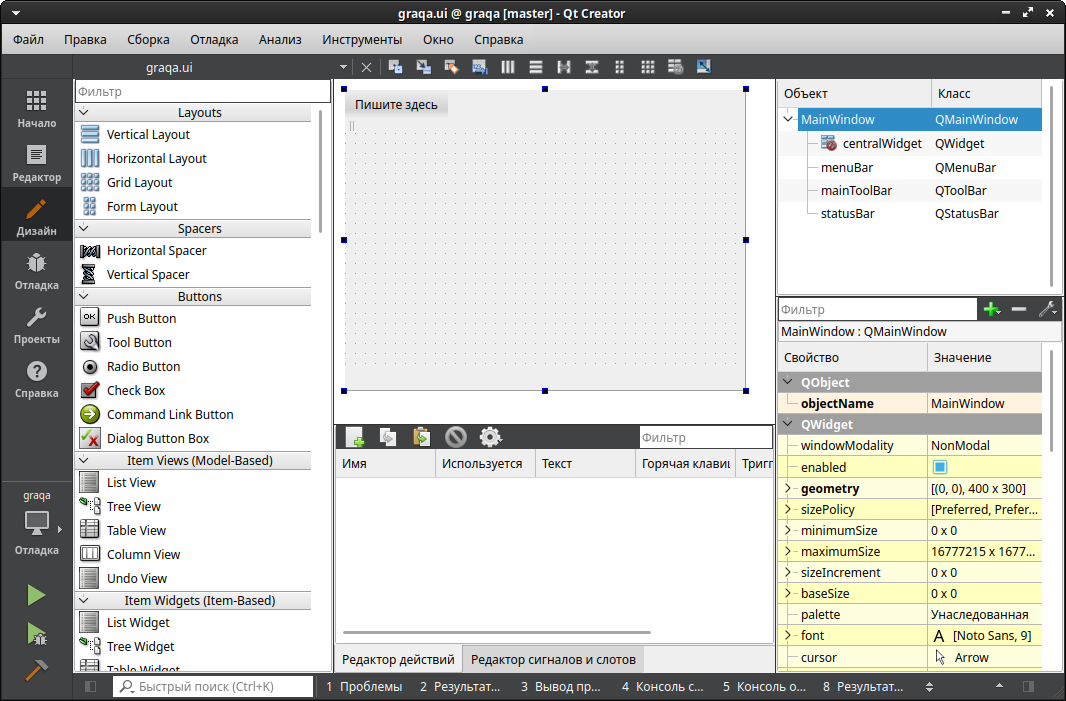 graqa.ui @ graqa [master] - Qt Creator
Файл Правка Сборка Отладка Анализ Инструменты Окно Справка
graqa.ui
Начало
Редактор
Дизайн
Отладка
Проекты
Справка
graqa
Отладка
Фильтр
Layouts
Vertical Layout
Horizontal Layout
Grid Layout
Form Layout
Spacers
Horizontal Spacer
Vertical Spacer
Buttons
OK Push Button
Tool Button
Radio Button
Check Box
Command Link Button
Dialog Button Box
Item Views (Model-Based)
List View
Tree View
Table View
Column View
Undo View
Item Widgets (Item-Based)
List Widget
Tree Widget
Table Widget
Пишите здесь
Фильтр
Имя Используется Текст Горячая клавиш Тригг
Редактор действий Редактор сигналов и слотов
Объект Класс
MainWindow QMainWindow
centralWidget QWidget
menuBar QMenuBar
mainToolBar QToolBar
statusBar QStatusBar
Фильтр
MainWindow : QMainWindow
Свойство Значение
QObject
objectName MainWindow
QWidget
windowModality NonModal
enabled
geometry [(0, 0), 400 x 300]
sizePolicy [Preferred, Prefer...
minimumSize 0 x 0
maximumSize 16777215 x 1677...
sizeIncrement 0 x 0
baseSize 0 x 0
palette Унаследованная
font A [Noto Sans, 9]
cursor Arrow
Быстрый поиск (Ctrl+K) 1 Проблемы 2 Результат... 3 Вывод пр... 4 Консоль с... 5 Консоль о... 8 Результат...